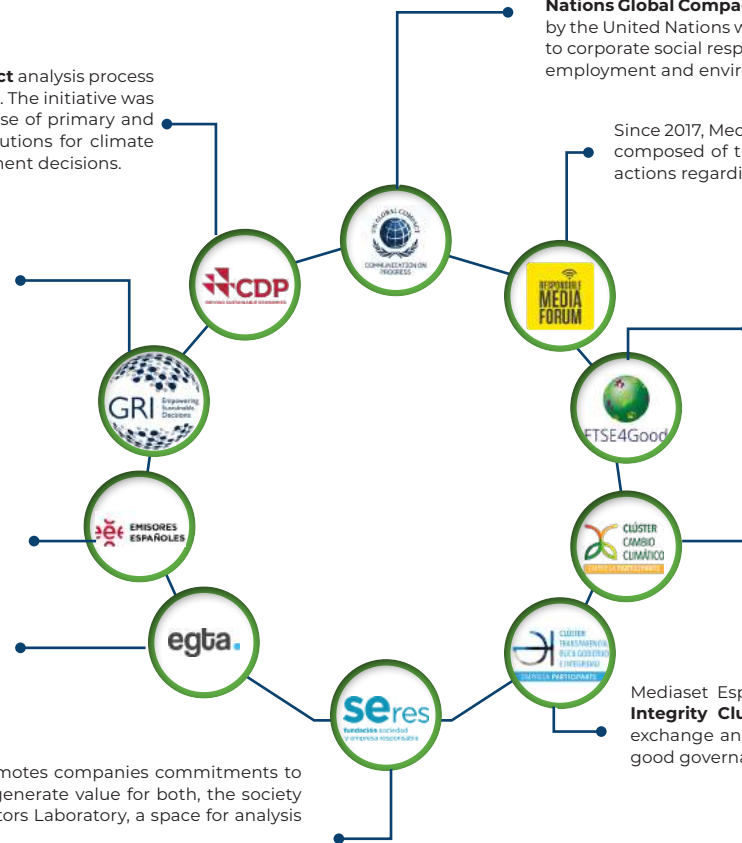 Nations Global Compa
by the United Nations w
to corporate social resp
employment and envir
ct analysis process
. The initiative was
se of primary and
utions for climate
ment decisions.
Since 2017, Med
composed of t
actions regardi
UN GLOBAL COMPACT
COMMUNICATION ON
PROGRESS
CDP
DRIVING SUSTAINABLE ECONOMIES
RESPONSIBLE
MEDIA
FORUM
GRI
Empowering
Sustainable
Decisions
FTSE4Good
EMISORES
ESPAÑOLES
CLÚSTER
CAMBIO
CLIMÁTICO
EMPRESA PARTICIPANTE
egta.
CLÚSTER
TRANSPARENCIA
BUEN GOBIERNO
E INTEGRIDAD
EMPRESA PARTICIPANTE
Seres
fundación sociedad
y empresa responsable
Mediaset Esp
Integrity Clu
exchange an
good governa
motes companies commitments to
generate value for both, the society
tors Laboratory, a space for analysis